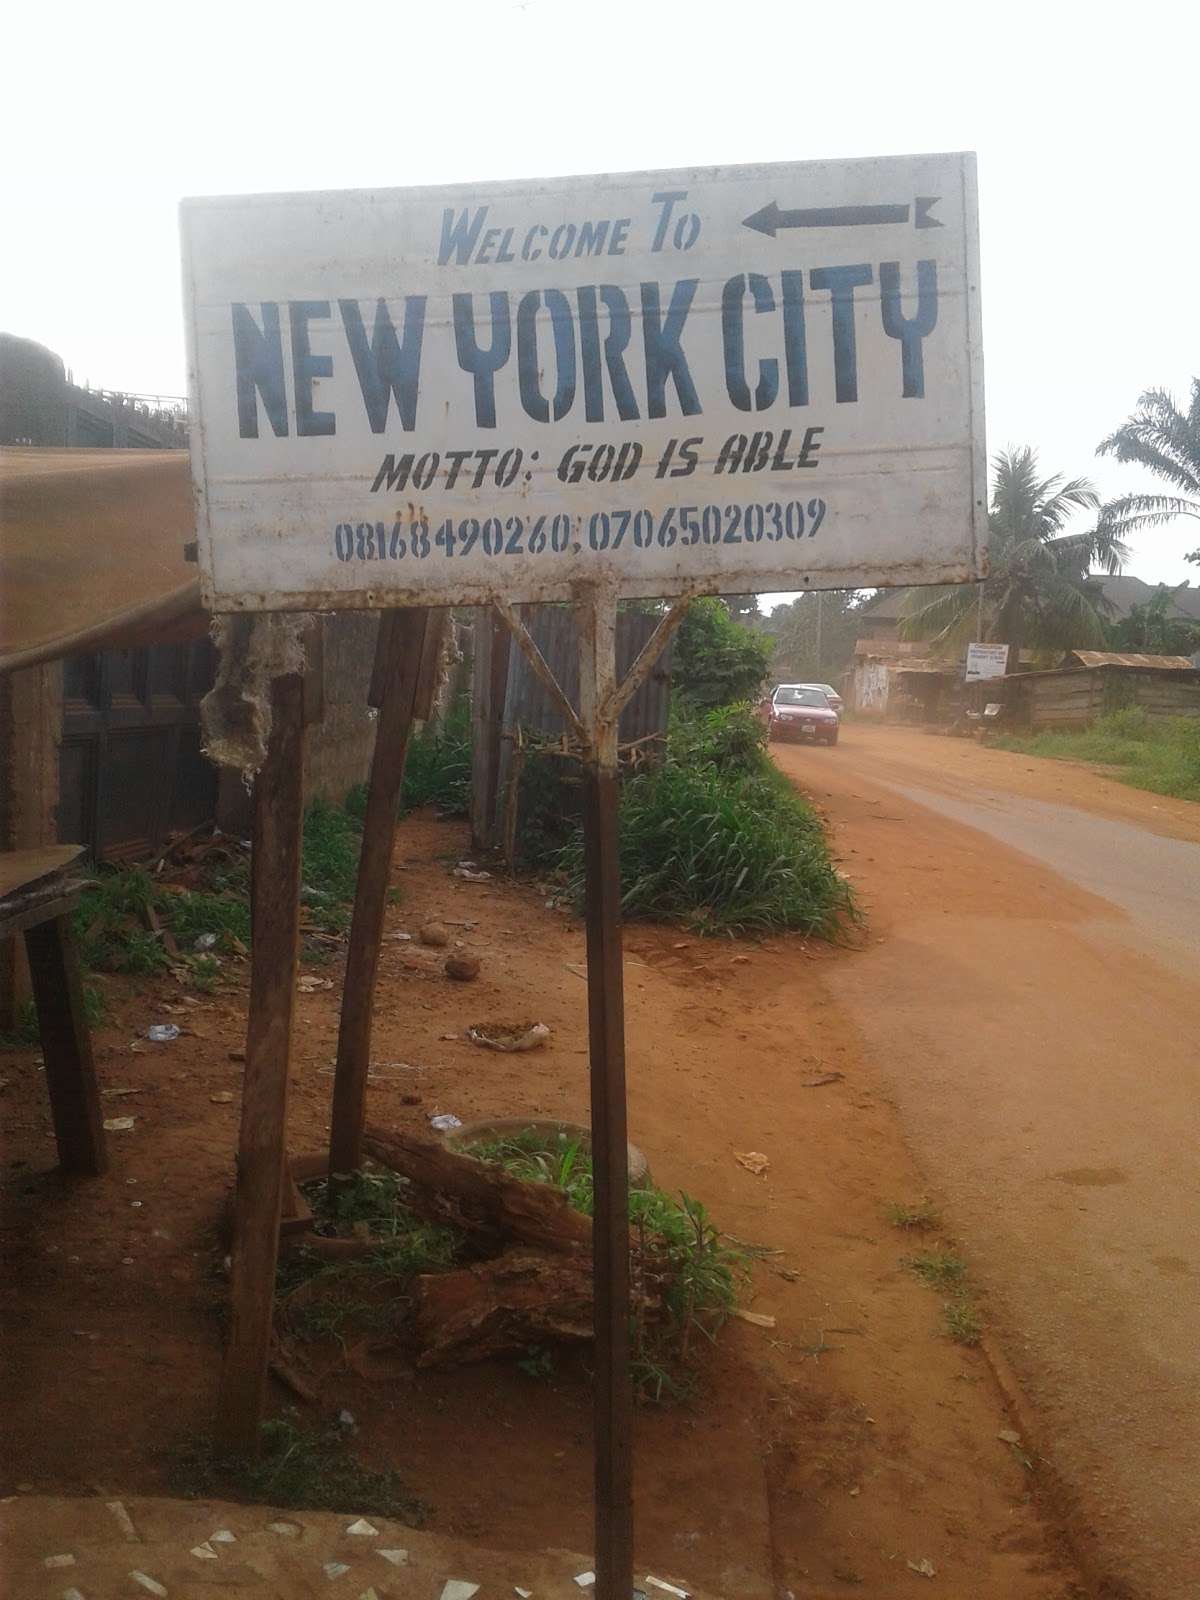 WELCOME TO
NEW YORK CITY
MOTTO: GOD IS ABLE
08168490260, 07065020309